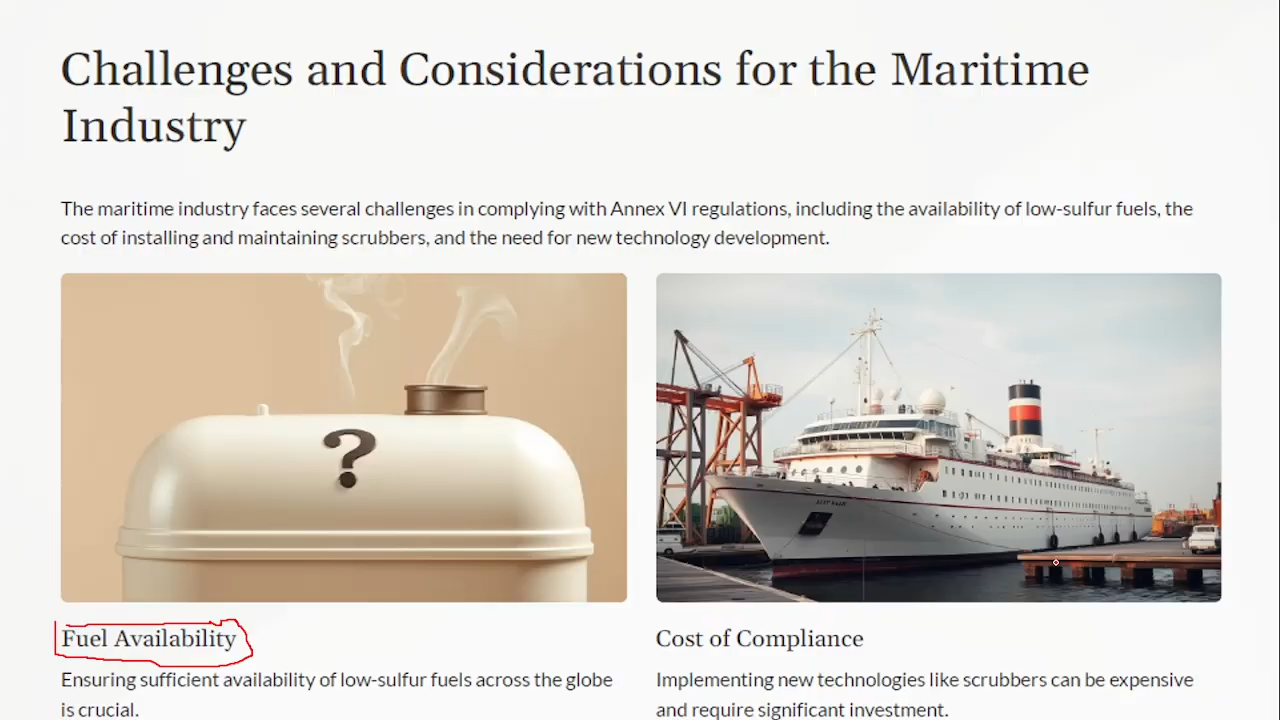 Challenges and Considerations for the Maritime
Industry
The maritime industry faces several challenges in complying with Annex VI regulations, including the availability of low-sulfur fuels, the
cost of installing and maintaining scrubbers, and the need for new technology development.
?
Fuel Availability
Ensuring sufficient availability of low-sulfur fuels across the globe
is crucial.
Cost of Compliance
Implementing new technologies like scrubbers can be expensive
and require significant investment.